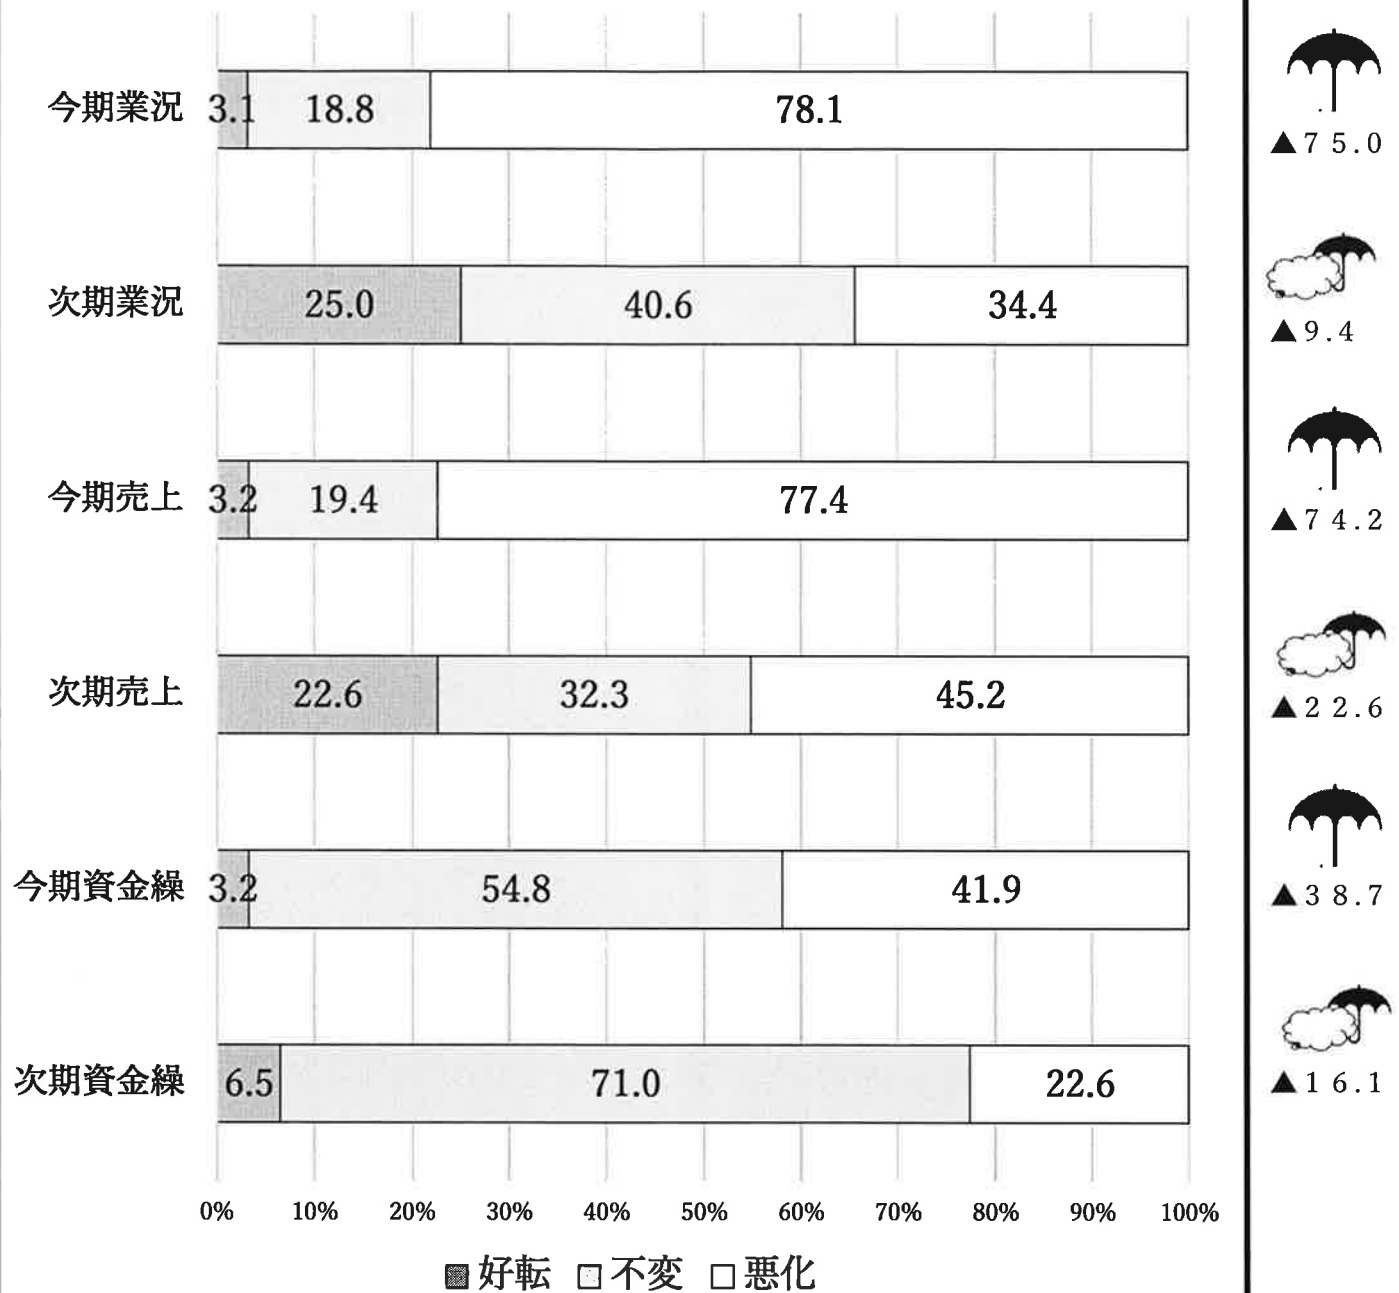 今期業況 3.1 18.8 78.1 ▲75.0
次期業況 25.0 40.6 34.4 ▲9.4
今期売上 3.2 19.4 77.4 ▲74.2
次期売上 22.6 32.3 45.2 ▲22.6
今期資金繰 3.2 54.8 41.9 ▲38.7
次期資金繰 6.5 71.0 22.6 ▲16.1
0% 10% 20% 30% 40% 50% 60% 70% 80% 90% 100%
好転 不変 悪化